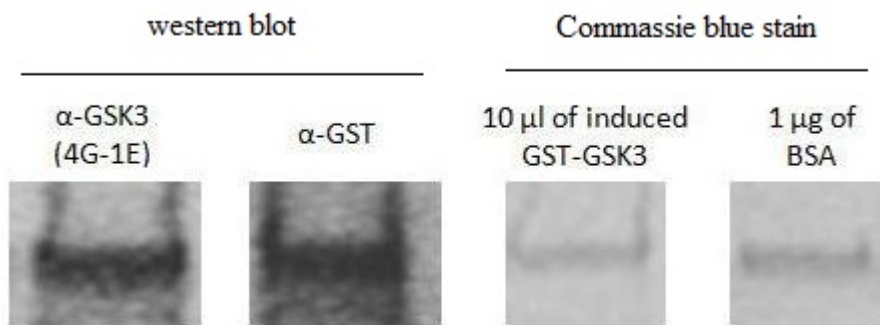 western blot
Commassie blue stain
α-GSK3
(4G-1E)
α-GST
10 µl of induced
GST-GSK3
1 µg of
BSA